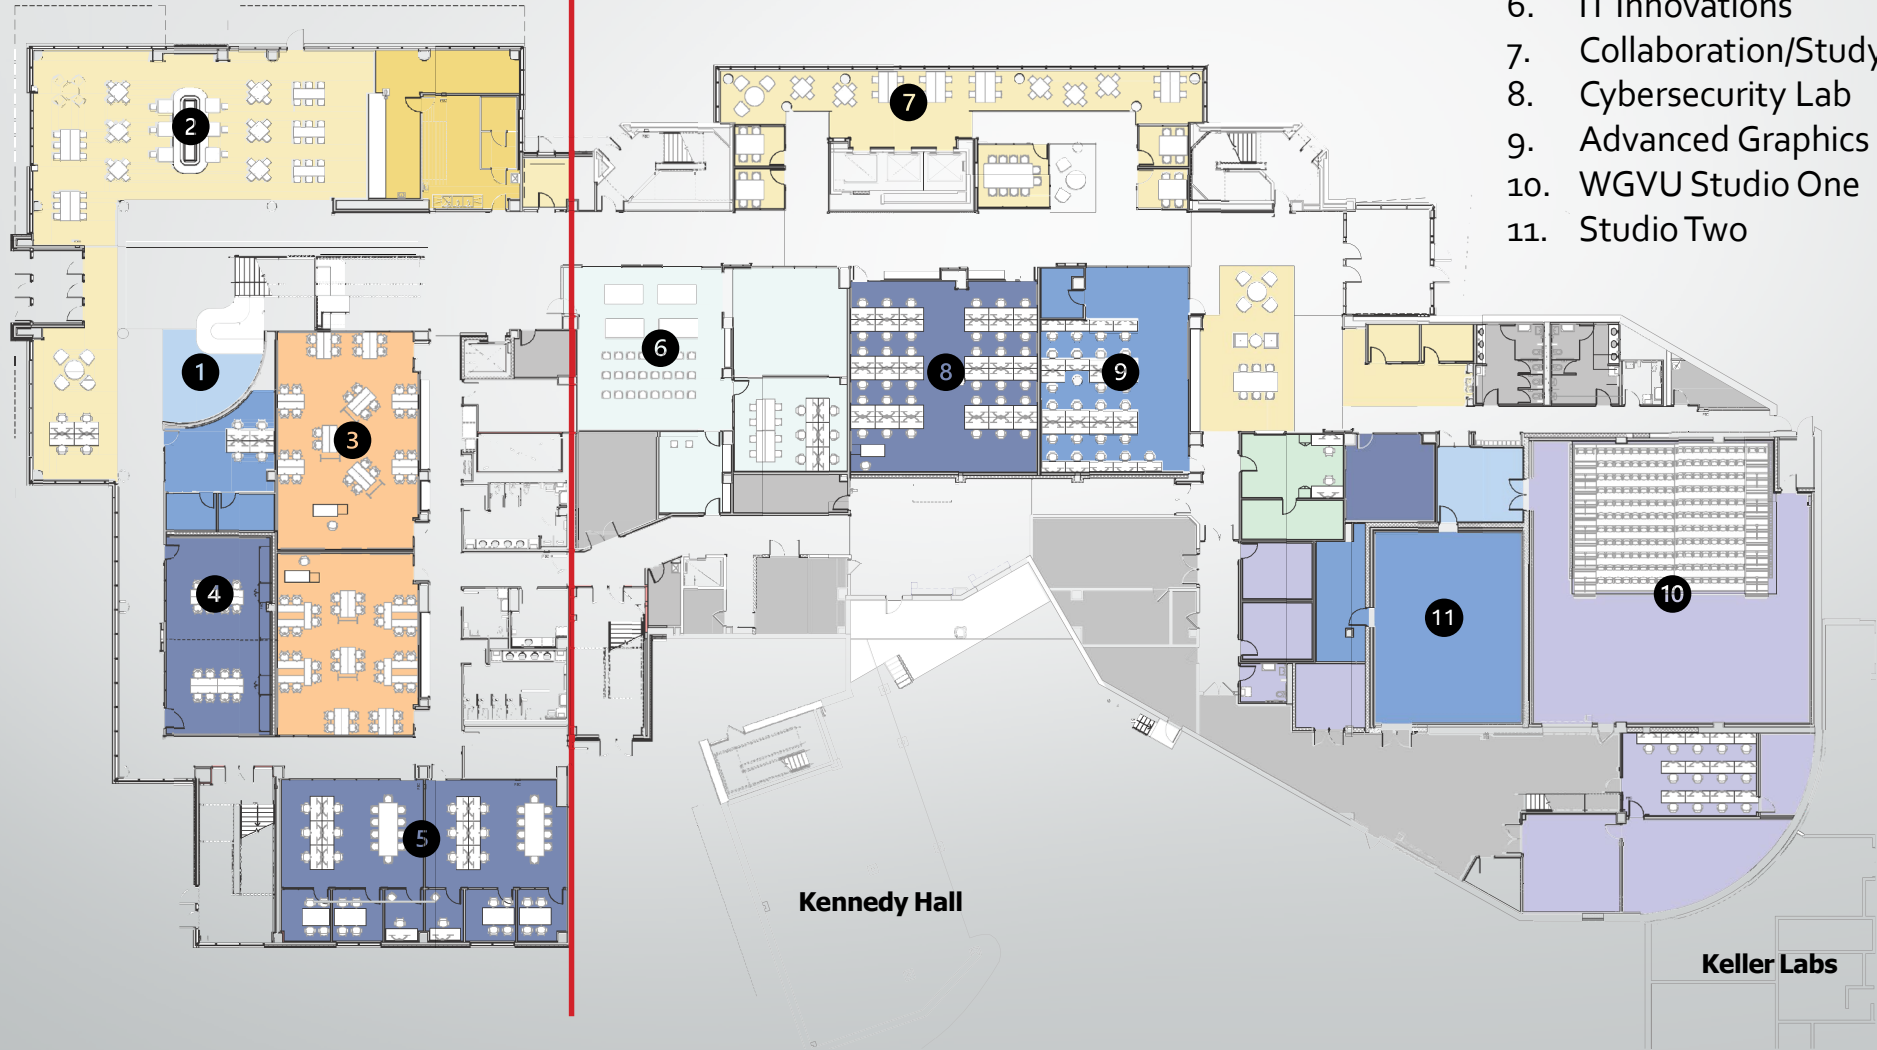 6. IT Innovations
7. Collaboration/Study
8. Cybersecurity Lab
9. Advanced Graphics
10. WGVU Studio One
11. Studio Two
2
7
1
6
8
9
3
4
10
11
5
Kennedy Hall
Keller Labs